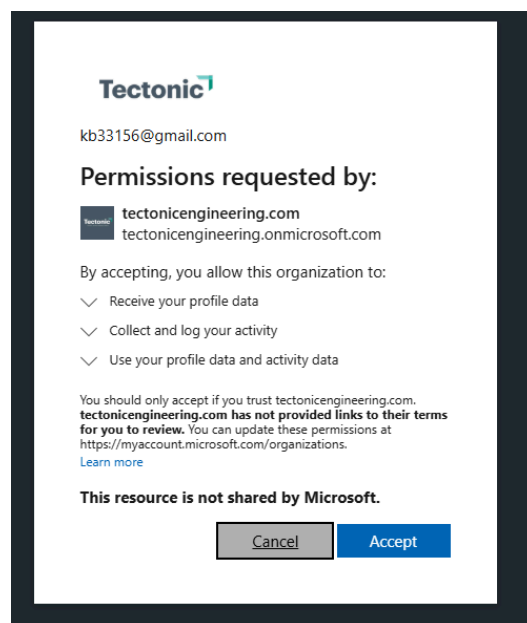 Tectonic
kb33156@gmail.com
Permissions requested by:
Tectonic
tectonicengineering.com
tectonicengineering.onmicrosoft.com
By accepting, you allow this organization to:
Receive your profile data
Collect and log your activity
Use your profile data and activity data
You should only accept if you trust tectonicengineering.com.
tectonicengineering.com has not provided links to their terms
for you to review. You can update these permissions at
https://myaccount.microsoft.com/organizations.
Learn more
This resource is not shared by Microsoft.
Cancel
Accept